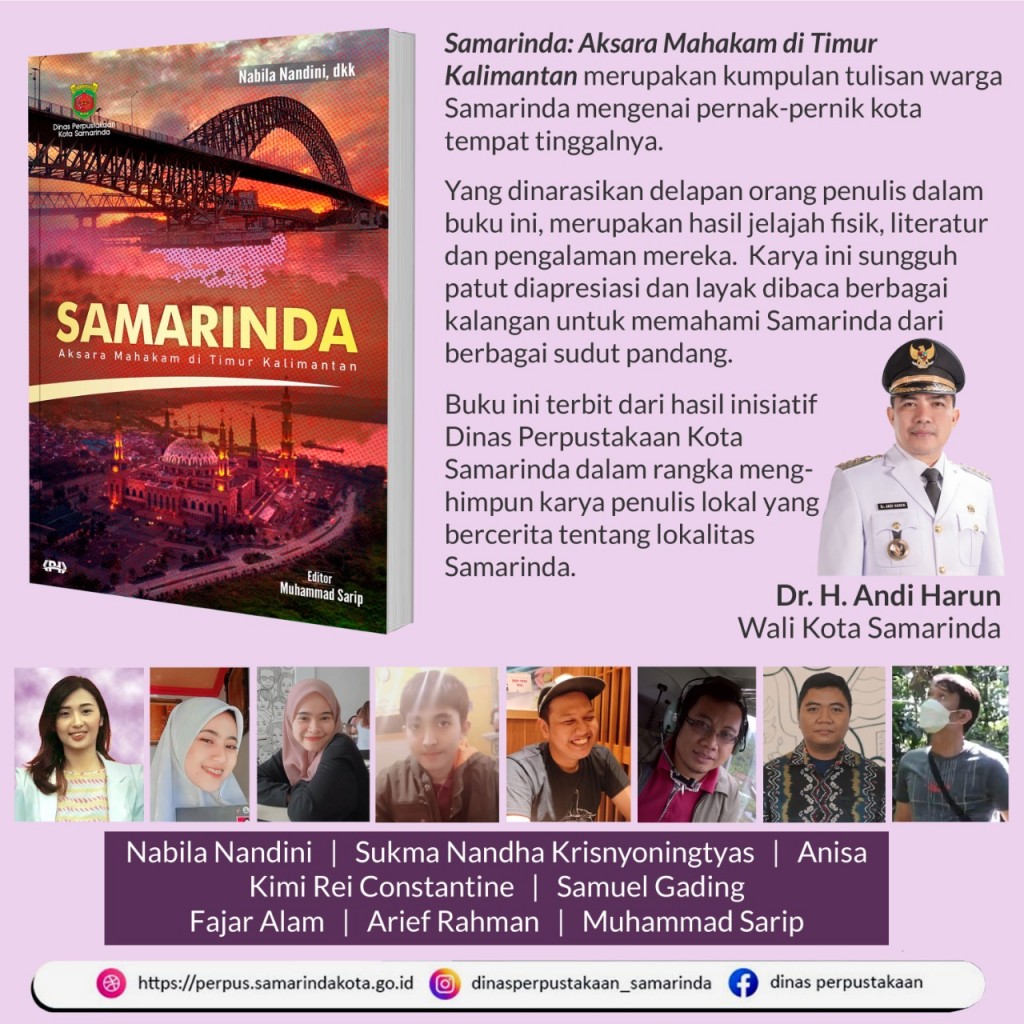 Nabila Nandini, dkk
Dinas Perpustakaan
Kota Samarinda
SAMARINDA
Aksara Mahakam di Timur Kalimantan
Editor
Muhammad Sarip
Samarinda: Aksara Mahakam di Timur
Kalimantan merupakan kumpulan tulisan warga
Samarinda mengenai pernak-pernik kota
tempat tinggalnya.
Yang dinarasikan delapan orang penulis dalam
buku ini, merupakan hasil jelajah fisik, literatur
dan pengalaman mereka. Karya ini sungguh
patut diapresiasi dan layak dibaca berbagai
kalangan untuk memahami Samarinda dari
berbagai sudut pandang.
Buku ini terbit dari hasil inisiatif
Dinas Perpustakaan Kota
Samarinda dalam rangka meng-
himpun karya penulis lokal yang
bercerita tentang lokalitas
Samarinda.
Dr. H. Andi Harun
Wali Kota Samarinda
Nabila Nandini | Sukma Nandha Krisnyoningtyas | Anisa
Kimi Rei Constantine | Samuel Gading
Fajar Alam | Arief Rahman | Muhammad Sarip
https://perpus.samarindakota.go.id dinasperpustakaan_samarinda dinas perpustakaan